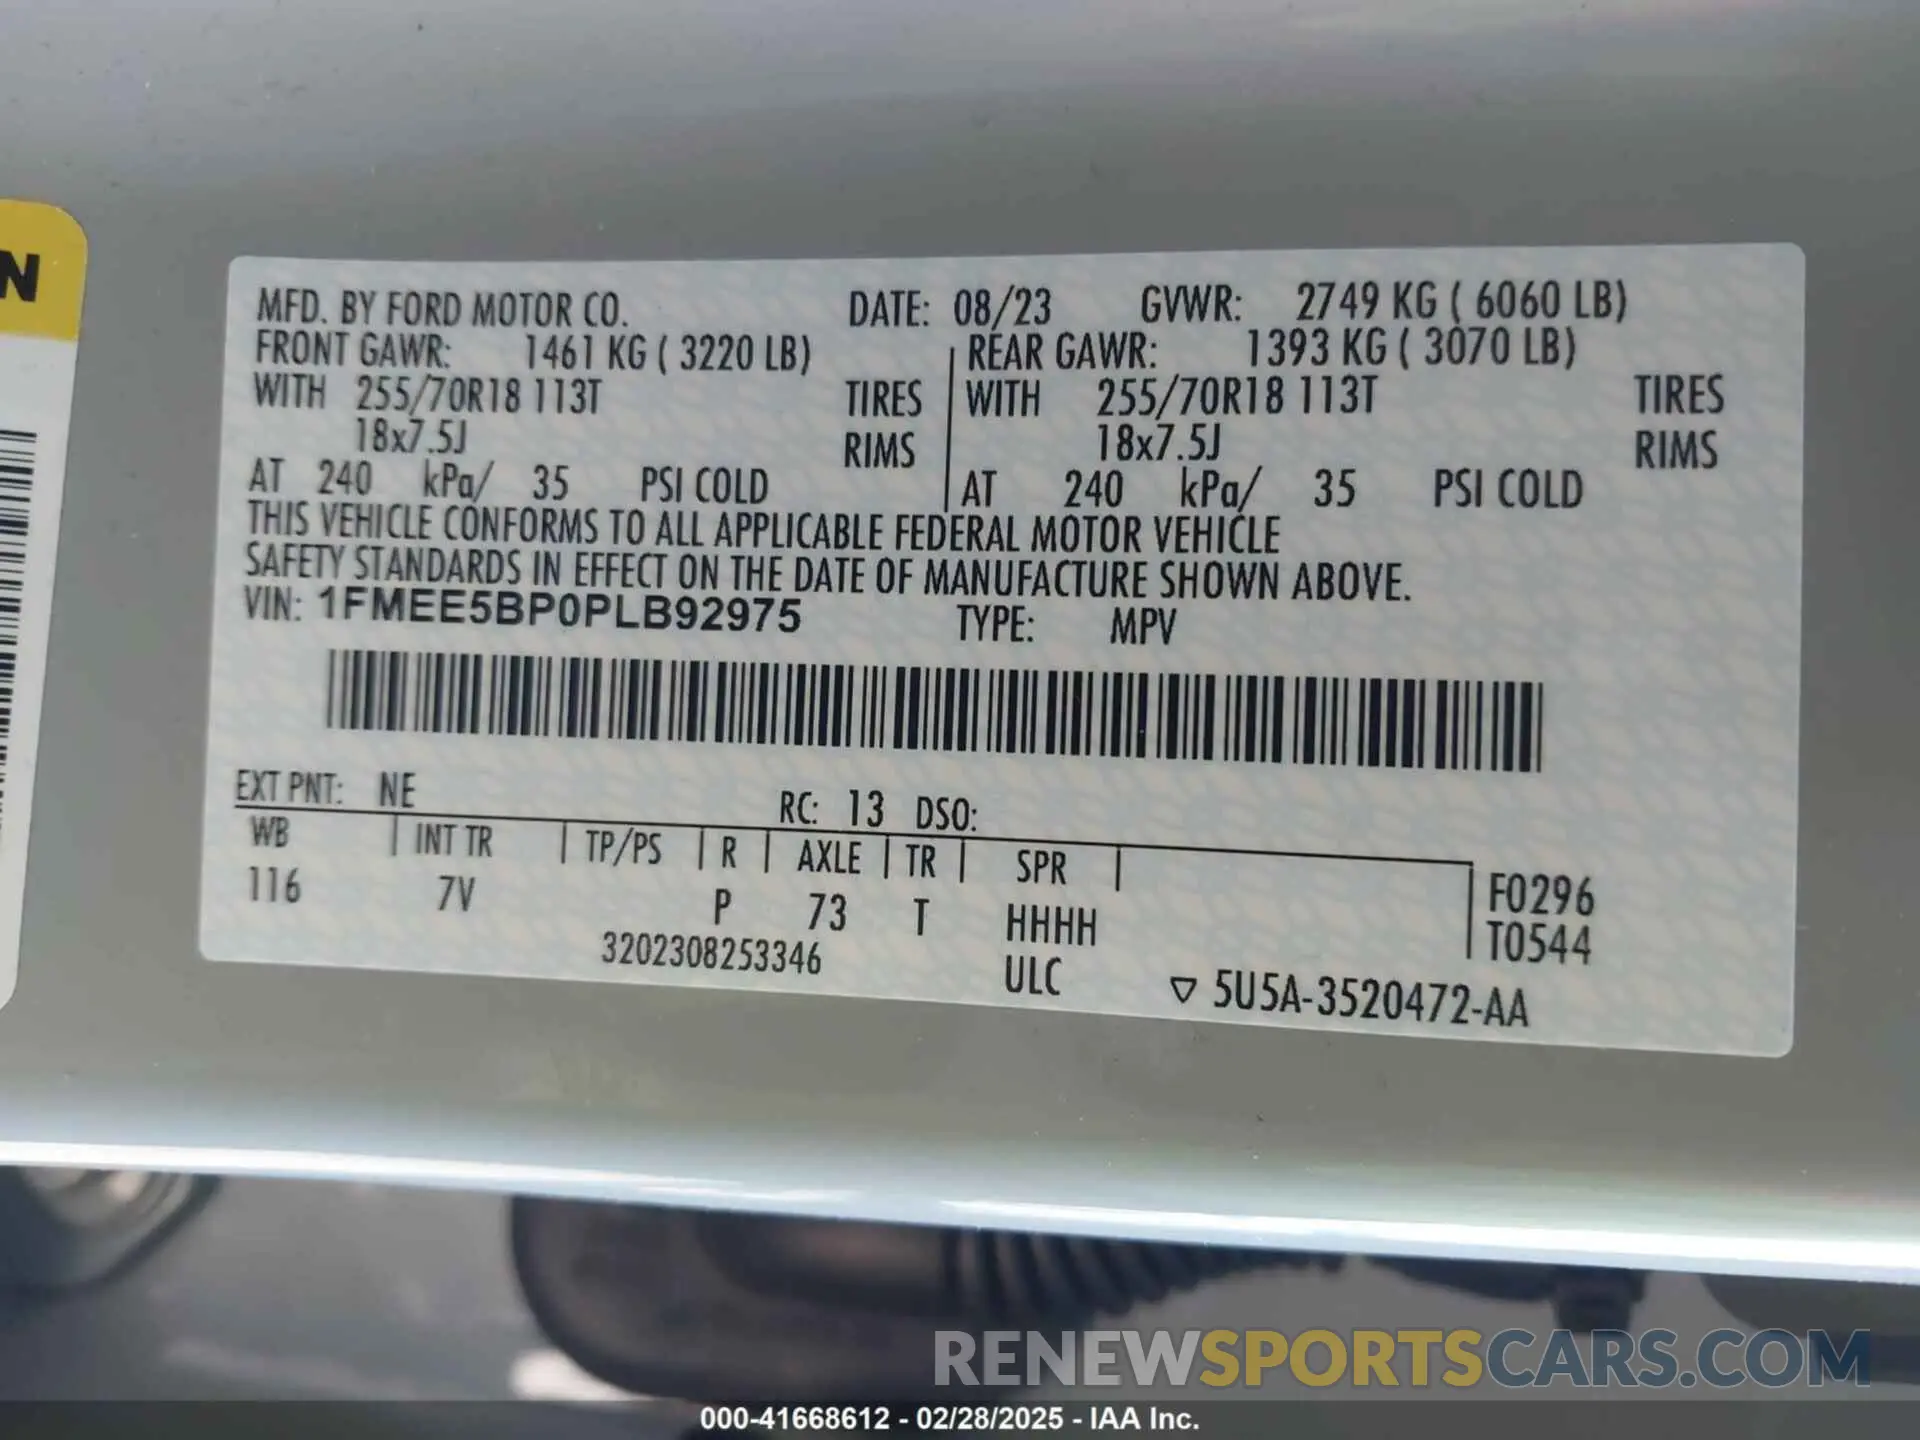 N
MFD. BY FORD MOTOR CO. DATE: 08/23 GVWR: 2749 KG ( 6060 LB)
FRONT GAWR: 1461 KG ( 3220 LB) REAR GAWR: 1393 KG ( 3070 LB)
WITH 255/70R18 113T TIRES WITH 255/70R18 113T TIRES
18x7.5J RIMS 18x7.5J RIMS
AT 240 kPa/ 35 PSI COLD AT 240 kPa/ 35 PSI COLD
THIS VEHICLE CONFORMS TO ALL APPLICABLE FEDERAL MOTOR VEHICLE
SAFETY STANDARDS IN EFFECT ON THE DATE OF MANUFACTURE SHOWN ABOVE.
VIN: 1FMEE5BP0PLB92975 TYPE: MPV
EXT PNT: NE RC: 13 DSO:
WB INT TR TP/PS R AXLE TR SPR
116 7V P 73 T HHHH F0296
3202308253346 ULC T0544
▽ 5U5A-3520472-AA
RENEWSPORTSCARS.COM
000-41668612 - 02/28/2025 - IAA Inc.